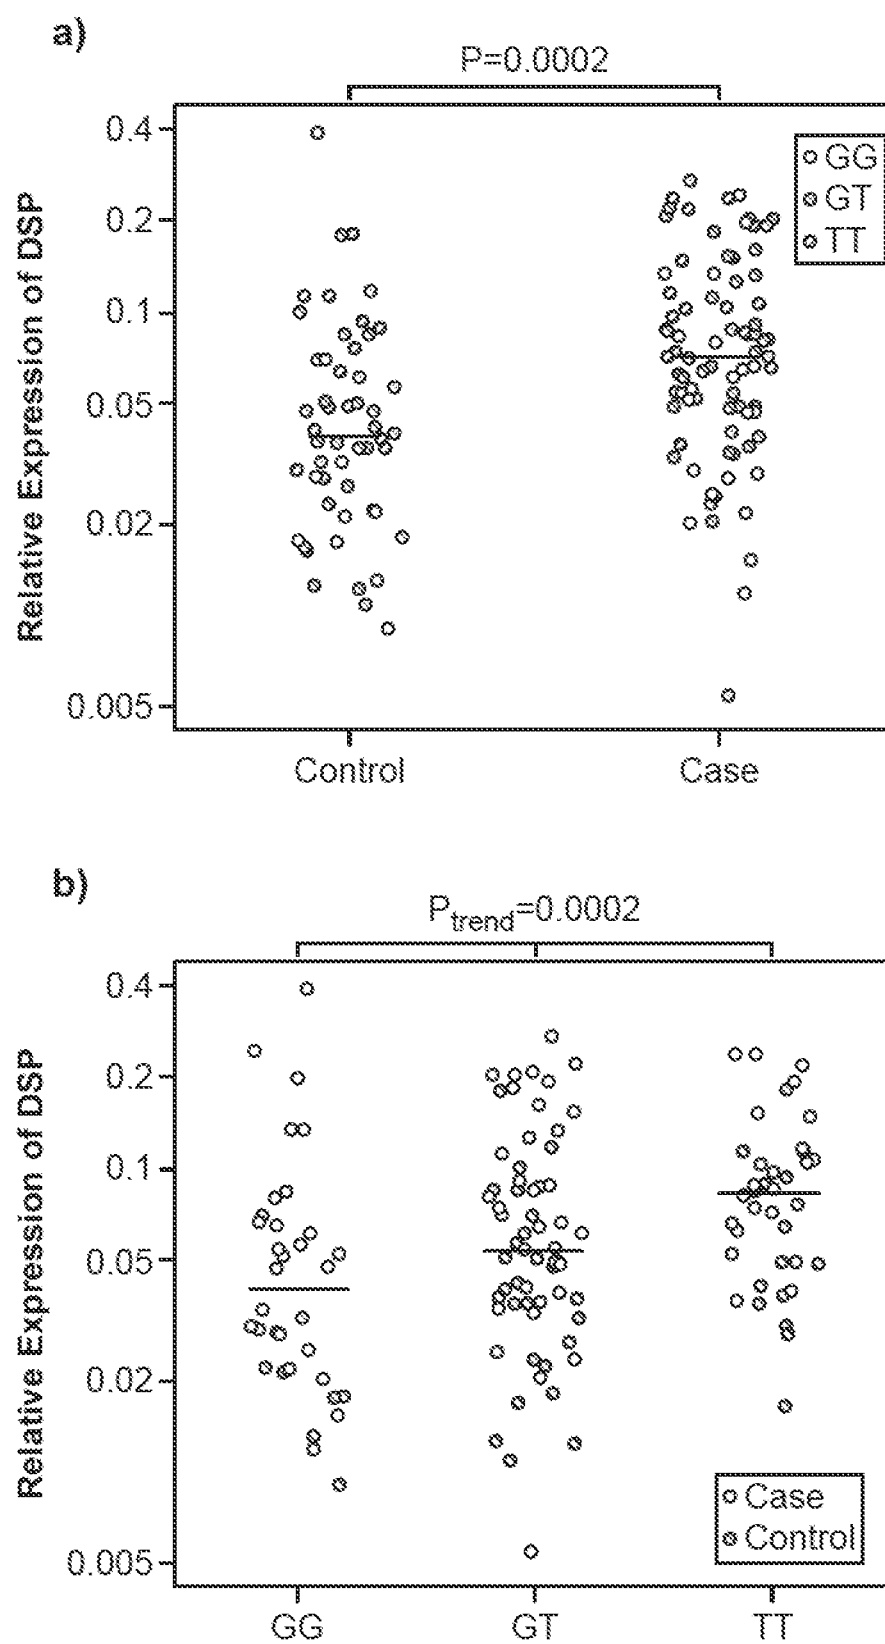 a)
P=0.0002
Relative Expression of DSP
0.4
0.2
0.1
0.05
0.02
0.005
GG
GT
TT
Control Case
b)
Ptrend=0.0002
Relative Expression of DSP
0.4
0.2
0.1
0.05
0.02
0.005
Case
Control
GG GT TT